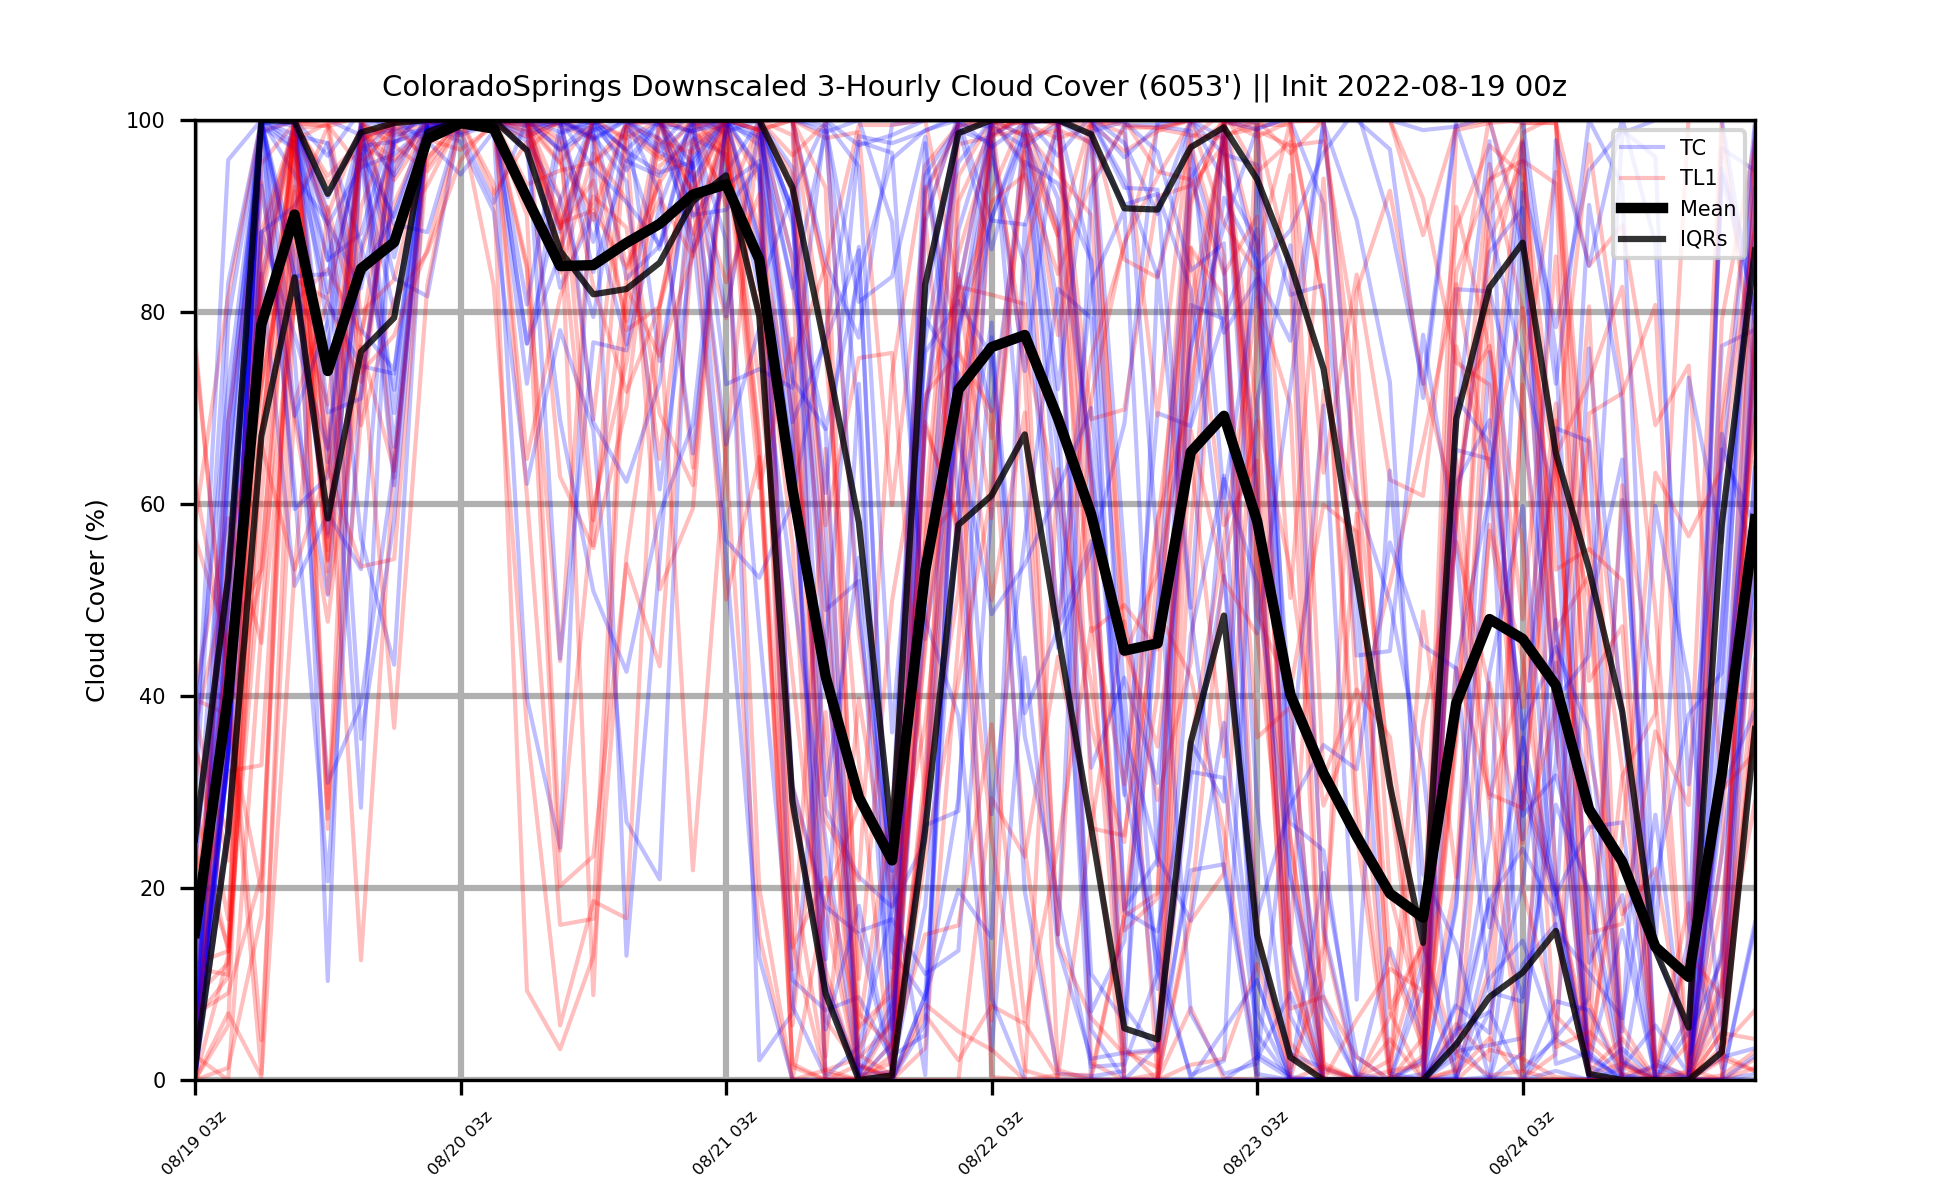 ColoradoSprings Downscaled 3-Hourly Cloud Cover (6053') || Init 2022-08-19 00z
TC
TL1
Mean
IQRs
Cloud Cover (%)
100
80
60
40
20
0
08/19 03z
08/20 03z
08/21 03z
08/22 03z
08/23 03z
08/24 03z